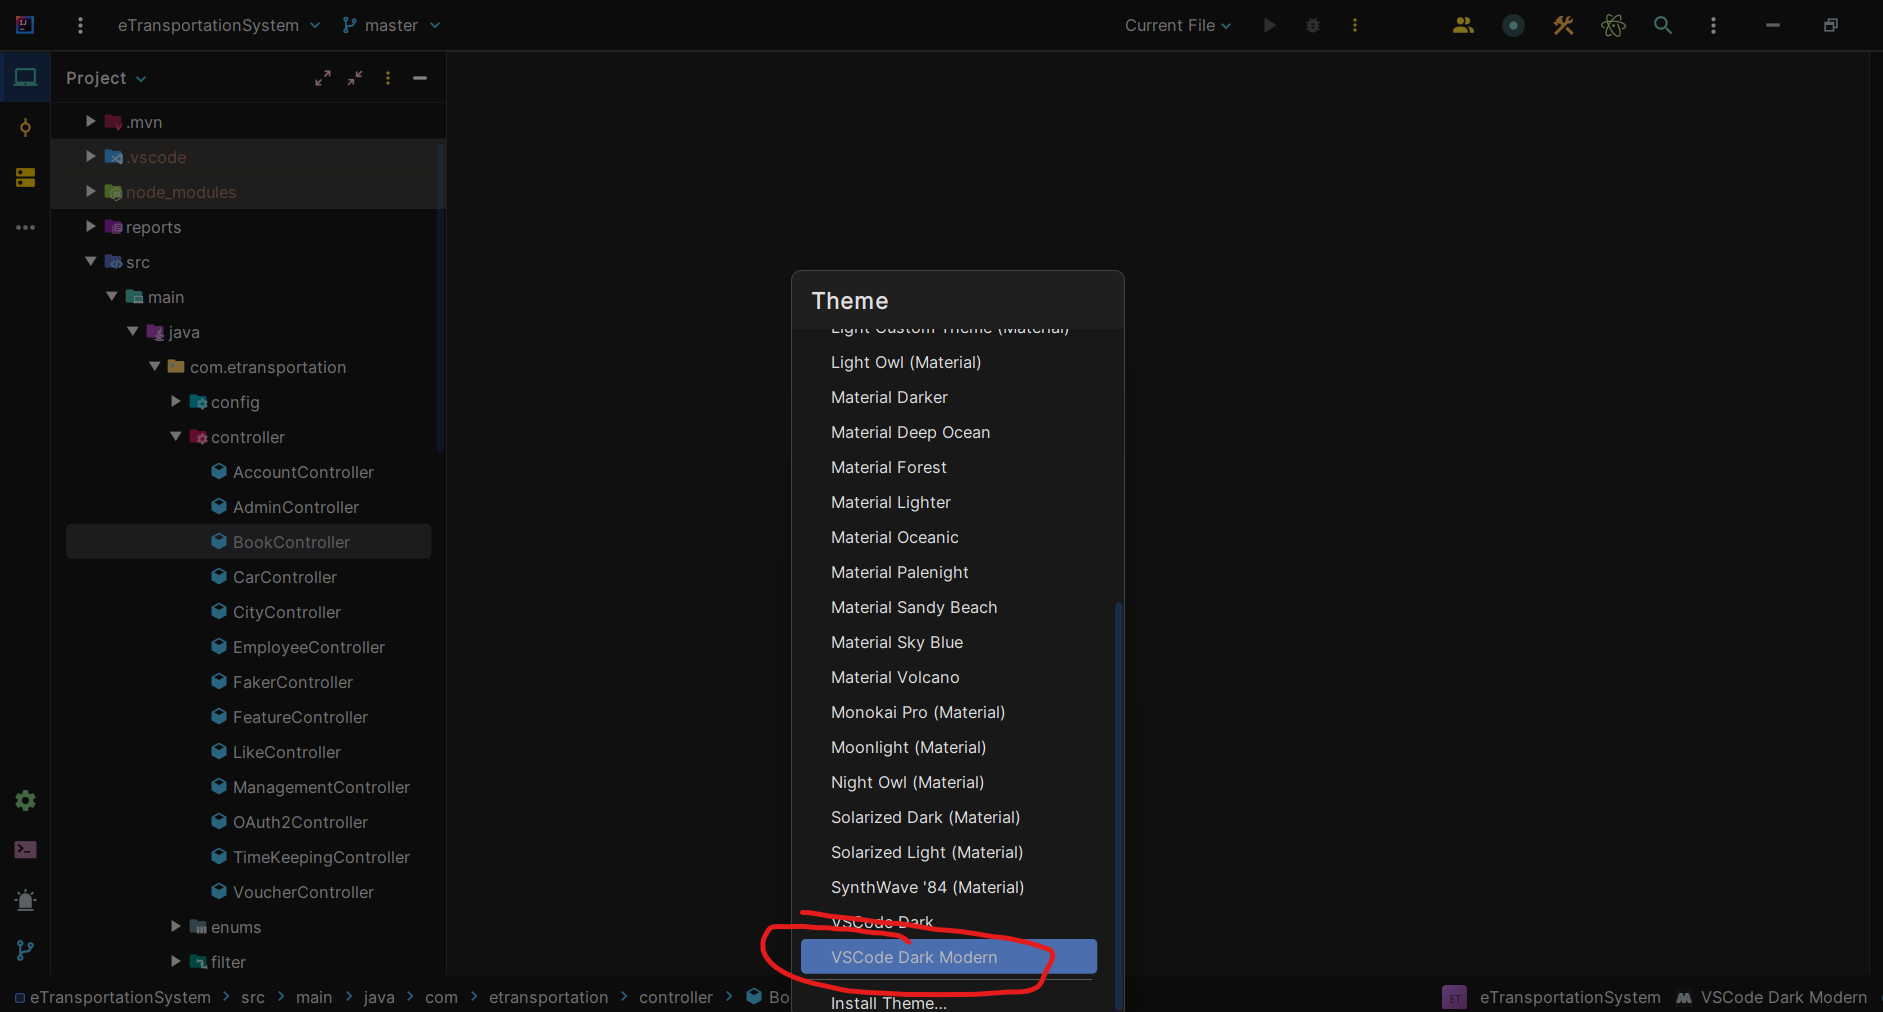 eTransportationSystem
master
Current File
Project
.mvn
.vscode
node_modules
reports
src
main
java
com.etransportation
config
controller
AccountController
AdminController
BookController
CarController
CityController
EmployeeController
FakerController
FeatureController
LikeController
ManagementController
OAuth2Controller
TimeKeepingController
VoucherController
enums
filter
Theme
Light Custom Theme (Material)
Light Owl (Material)
Material Darker
Material Deep Ocean
Material Forest
Material Lighter
Material Oceanic
Material Palenight
Material Sandy Beach
Material Sky Blue
Material Volcano
Monokai Pro (Material)
Moonlight (Material)
Night Owl (Material)
Solarized Dark (Material)
Solarized Light (Material)
SynthWave '84 (Material)
VSCode Dark
VSCode Dark Modern
Install Theme...
eTransportationSystem > src > main > java > com > etransportation > controller > Bo
ET eTransportationSystem VSCode Dark Modern